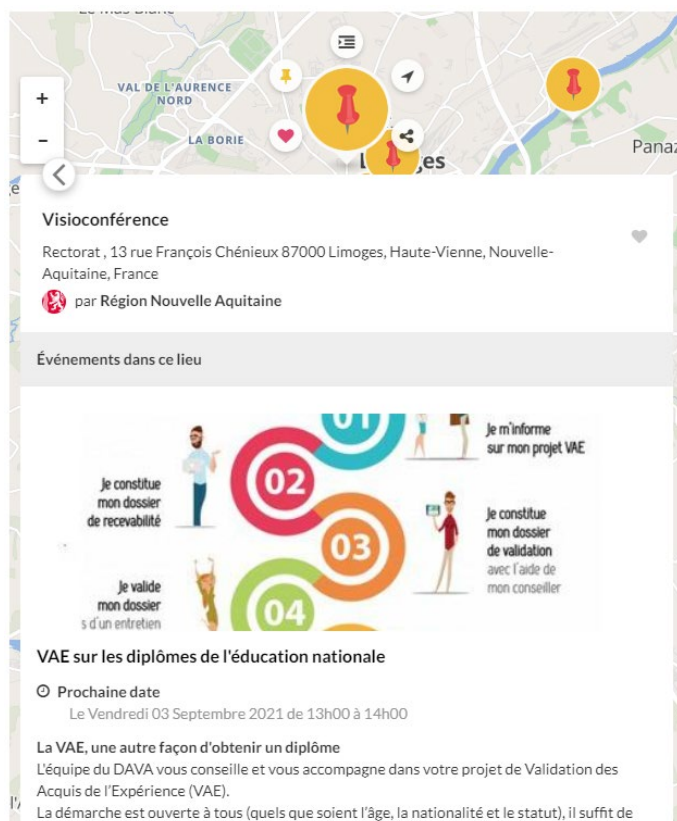 VAL DE L'AURENCE
NORD
LA BORIE
+
-
Panaz
Visioconférence
Rectorat , 13 rue François Chénieux 87000 Limoges, Haute-Vienne, Nouvelle-
Aquitaine, France
par Région Nouvelle Aquitaine
Événements dans ce lieu
01
Je m'informe
sur mon projet VAE
Je constitue
mon dossier
de recevabilité
02
03
Je constitue
mon dossier
de validation
avec l'aide de
mon conseiller
Je valide
mon dossier
s d'un entretien
04
VAE sur les diplômes de l'éducation nationale
Prochaine date
Le Vendredi 03 Septembre 2021 de 13h00 à 14h00
La VAE, une autre façon d'obtenir un diplôme
L'équipe du DAVA vous conseille et vous accompagne dans votre projet de Validation des
Acquis de l'Expérience (VAE).
La démarche est ouverte à tous (quels que soient l'âge, la nationalité et le statut), il suffit de